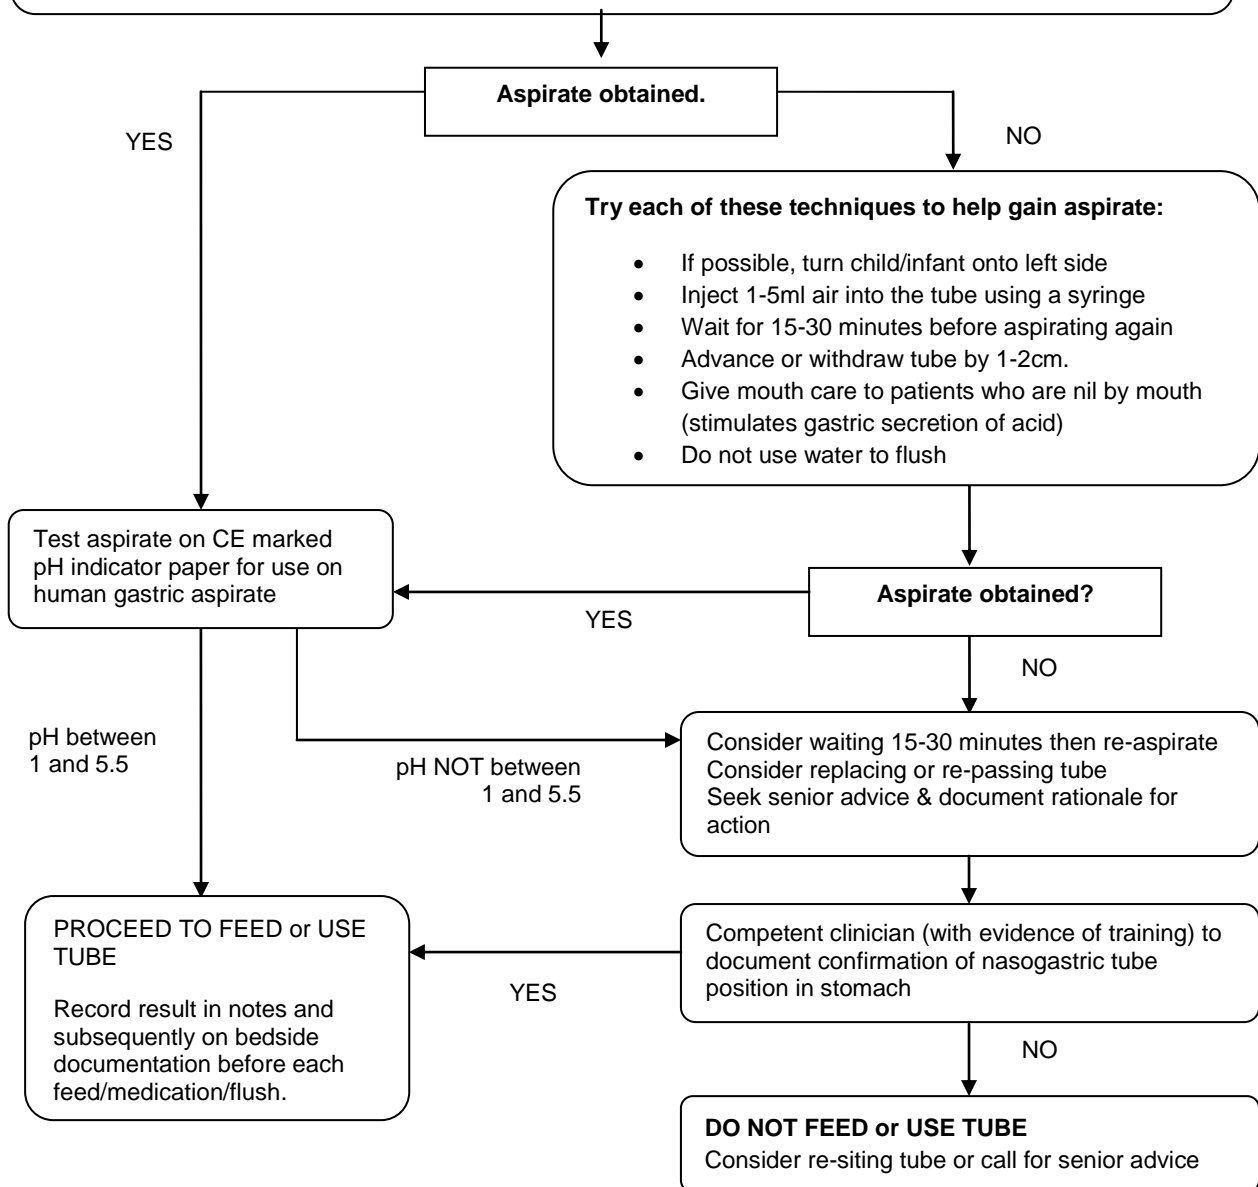 Aspirate obtained.
YES
NO
Try each of these techniques to help gain aspirate:
• If possible, turn child/infant onto left side
• Inject 1-5ml air into the tube using a syringe
• Wait for 15-30 minutes before aspirating again
• Advance or withdraw tube by 1-2cm.
• Give mouth care to patients who are nil by mouth
(stimulates gastric secretion of acid)
• Do not use water to flush
Test aspirate on CE marked
pH indicator paper for use on
human gastric aspirate
Aspirate obtained?
YES
NO
pH between
1 and 5.5
pH NOT between
1 and 5.5
Consider waiting 15-30 minutes then re-aspirate
Consider replacing or re-passing tube
Seek senior advice & document rationale for
action
PROCEED TO FEED or USE
TUBE
Record result in notes and
subsequently on bedside
documentation before each
feed/medication/flush.
Competent clinician (with evidence of training) to
document confirmation of nasogastric tube
position in stomach
YES
NO
DO NOT FEED or USE TUBE
Consider re-siting tube or call for senior advice